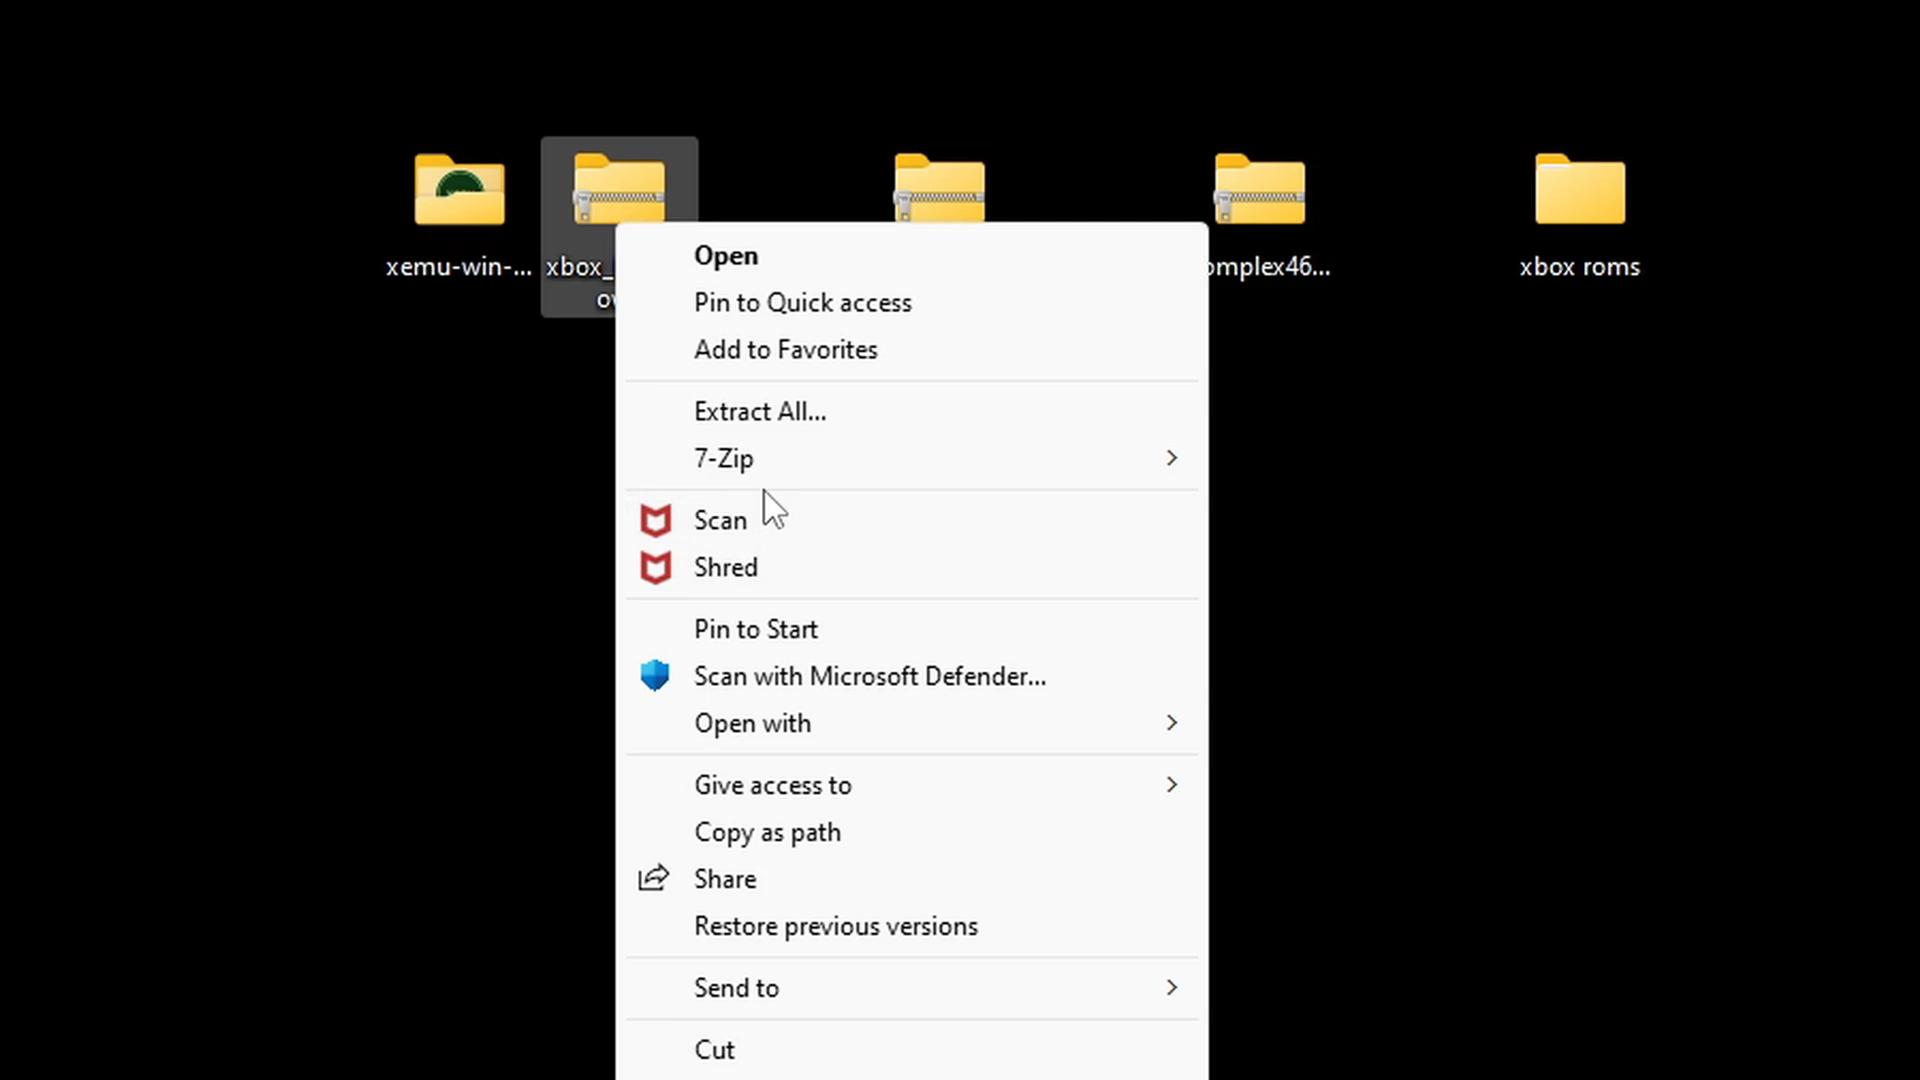 xemu-win-...
xbox_
omplex46...
xbox roms
Open
Pin to Quick access
Add to Favorites
Extract All...
7-Zip
Scan
Shred
Pin to Start
Scan with Microsoft Defender...
Open with
Give access to
Copy as path
Share
Restore previous versions
Send to
Cut